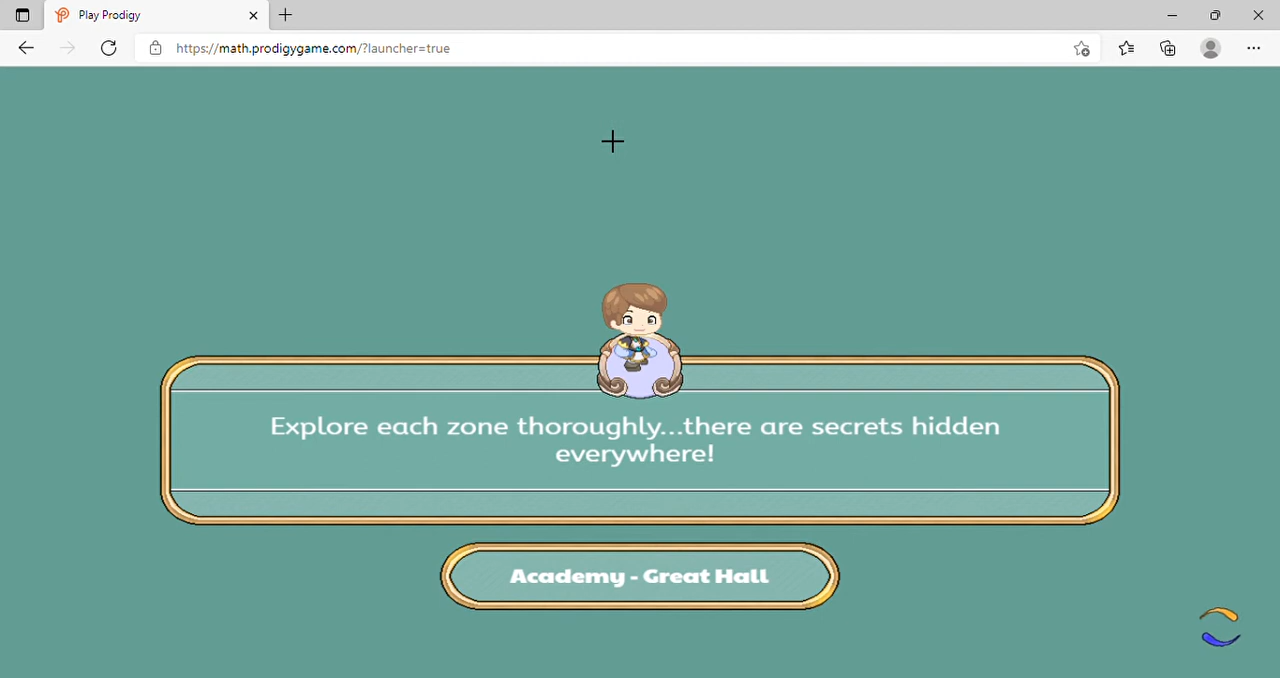 Play Prodigy
https://math.prodigygame.com/?launcher=true
Explore each zone thoroughly...there are secrets hidden
everywhere!
Academy - Great Hall